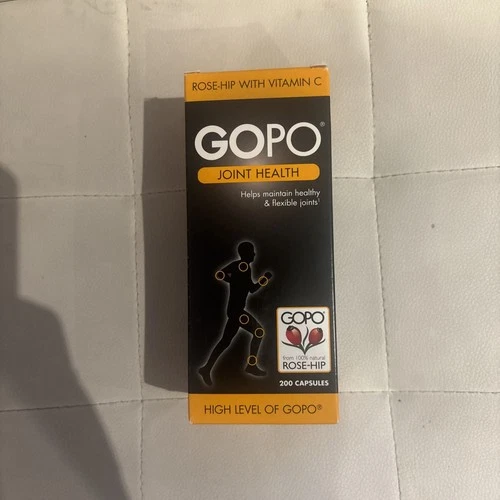 ROSE-HIP WITH VITAMIN C
GOPO®
JOINT HEALTH
Helps maintain healthy
& flexible joints¹
GOPO®
from 100% natural
ROSE-HIP
200 CAPSULES
HIGH LEVEL OF GOPO®